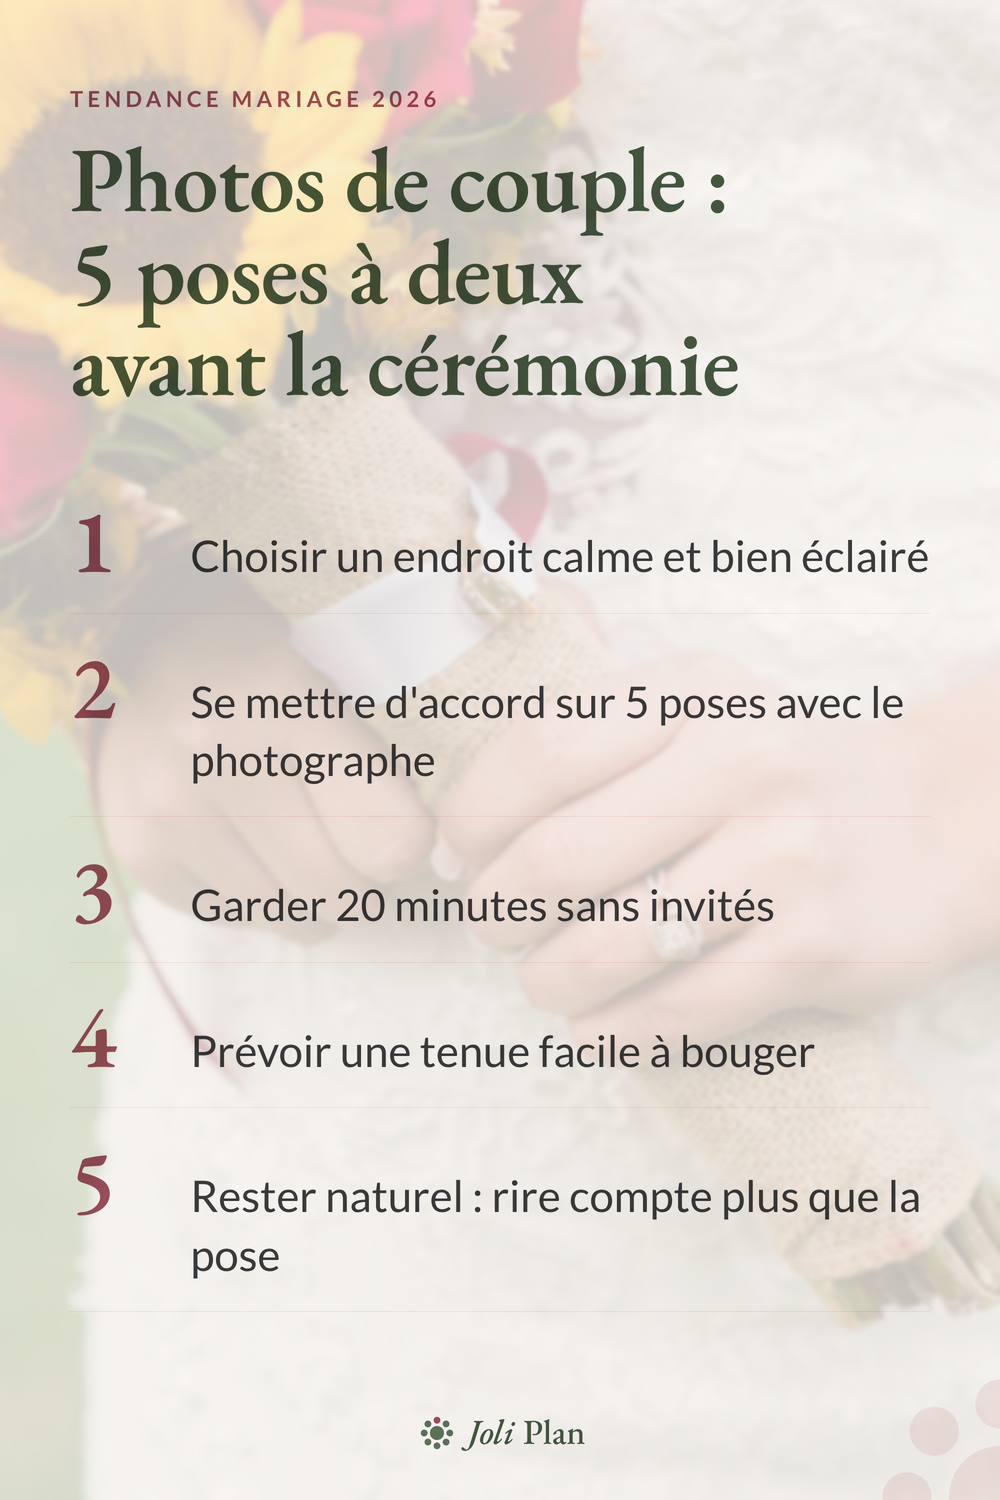 TENDANCE MARIAGE 2026
Photos de couple :
5 poses à deux
avant la cérémonie
1 Choisir un endroit calme et bien éclairé
2 Se mettre d'accord sur 5 poses avec le
photographe
3 Garder 20 minutes sans invités
4 Prévoir une tenue facile à bouger
5 Rester naturel : rire compte plus que la
pose
Joli Plan